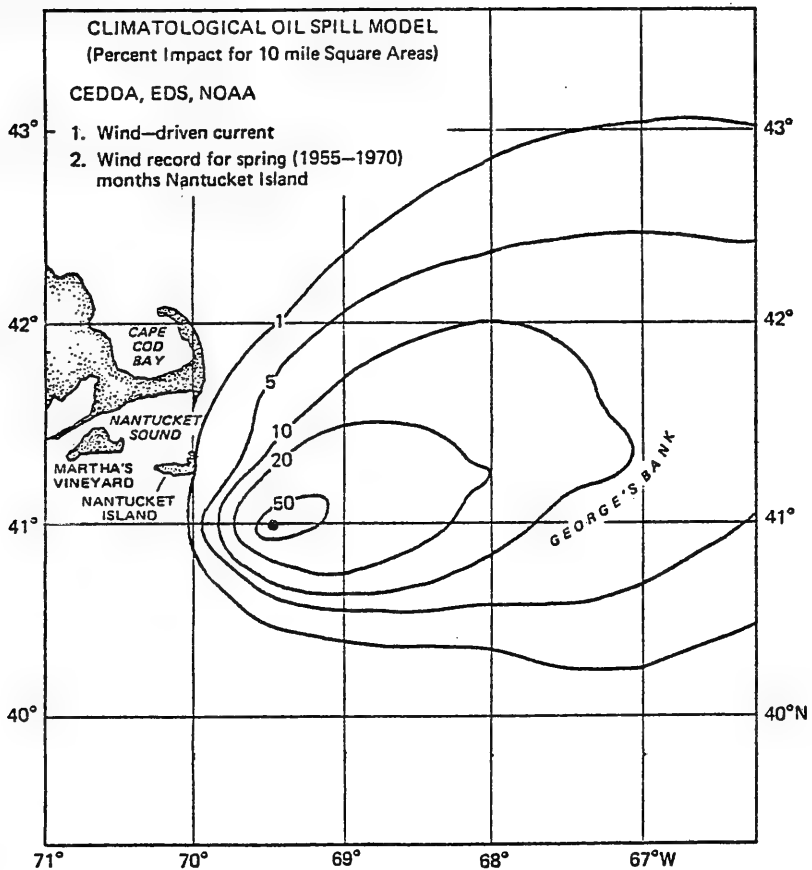 CLIMATOLOGICAL OIL SPILL MODEL
(Percent Impact for 10 mile Square Areas)
CEDDA, EDS, NOAA
1. Wind—driven current
2. Wind record for spring (1955—1970)
months Nantucket Island
43°
43°
42°
42°
41°
41°
40°
40°N
CAPE
COD
BAY
NANTUCKET
SOUND
MARTHA'S
VINEYARD
NANTUCKET
ISLAND
1
5
10
20
50
GEORGE'S BANK
71°
70°
69°
68°
67°W